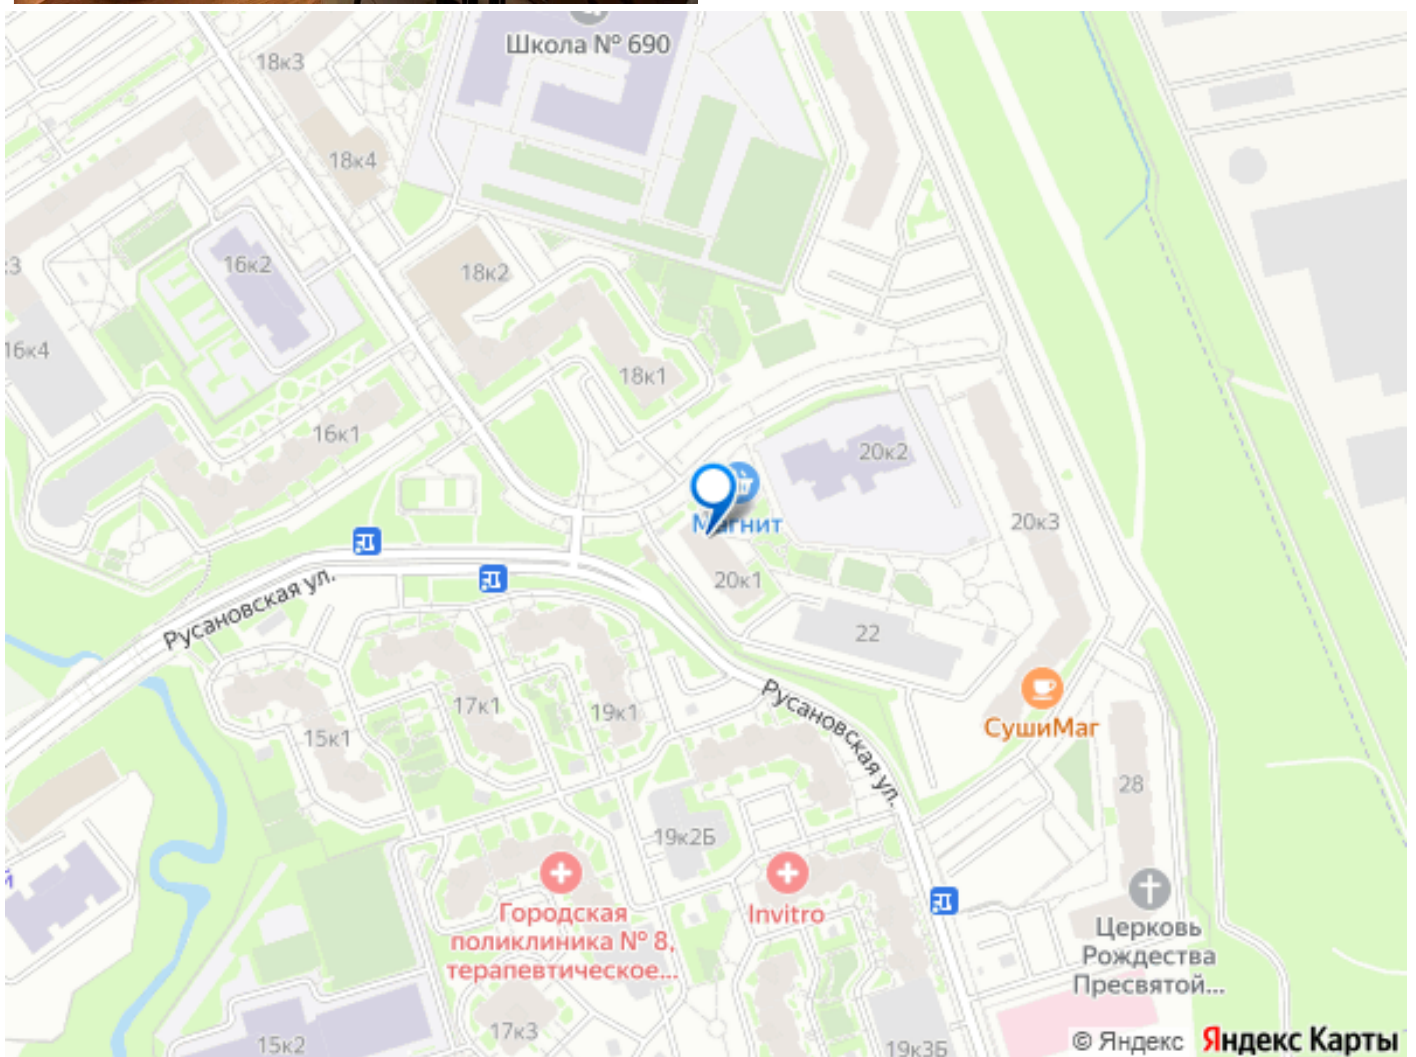 Школа № 690
18к3
18к4
16к2
18к2
:3
16к4
18к1
16к1
20к2
Магнит
20к3
20к1
Русановская ул.
22
17к1
19к1
Русановская ул.
СушиМаг
15к1
28
19к2Б
й
Городская
поликлиника № 8,
терапевтическое...
Invitro
Церковь
Рождества
Пресвятой...
17к3
15к2
19к3Б
© Яндекс Яндекс Карты